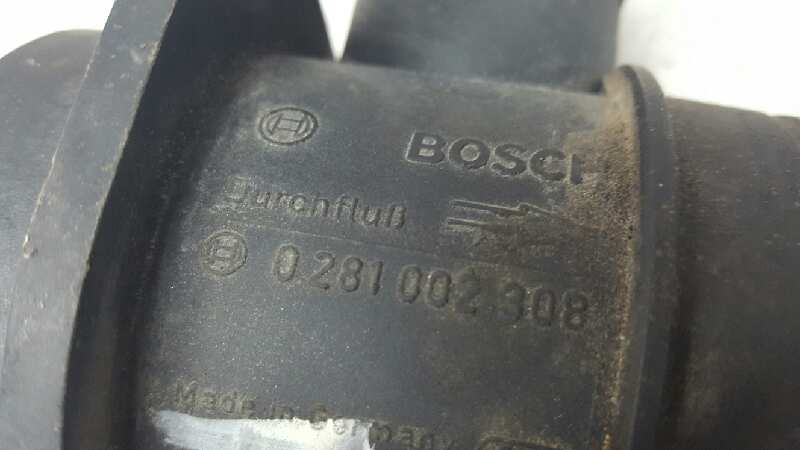 BOSCH
Durchfluß
0 281 002 308
Made in Germany